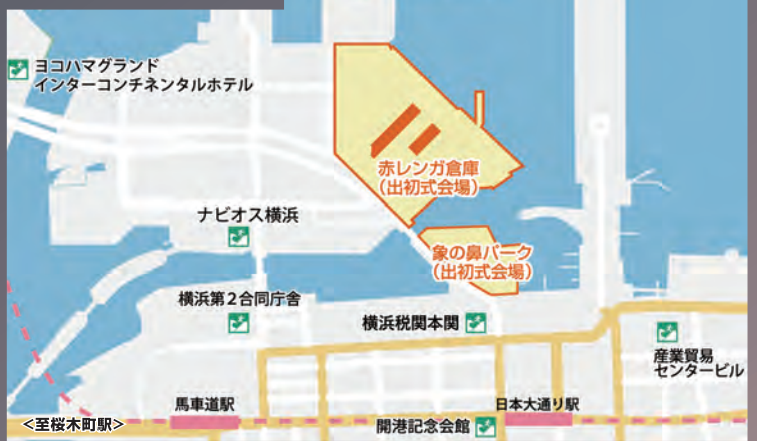 ヨコハマグランド
インターコンチネンタルホテル
赤レンガ倉庫
(出初式会場)
ナビオス横浜
象の鼻パーク
(出初式会場)
横浜第2合同庁舎
横浜税関本関
産業貿易
センタービル
馬車道駅
日本大通り駅
<至桜木町駅>
開港記念会館